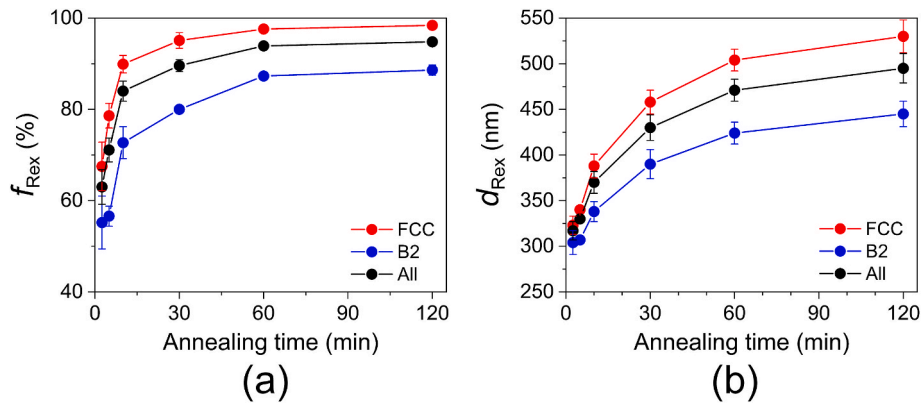 100
80
60
40
f_Rex (%)
FCC
B2
All
0 30 60 90 120
Annealing time (min)
(a)
550
500
450
400
350
300
250
d_Rex (nm)
FCC
B2
All
0 30 60 90 120
Annealing time (min)
(b)